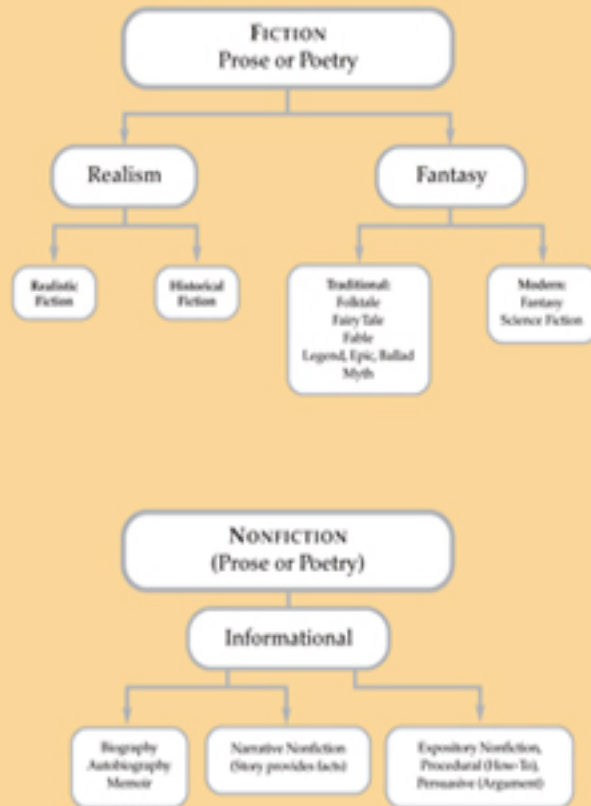 FICTION
Prose or Poetry
Realism
Fantasy
Realistic
Fiction
Historical
Fiction
Traditional:
Folktale
Fairy Tale
Fable
Legend, Epic, Ballad
Myth
Modern:
Fantasy
Science Fiction
NONFICTION
(Prose or Poetry)
Informational
Biography
Autobiography
Memoir
Narrative Nonfiction
(Story provides facts)
Expository Nonfiction,
Procedural (How-To),
Persuasive (Argument)